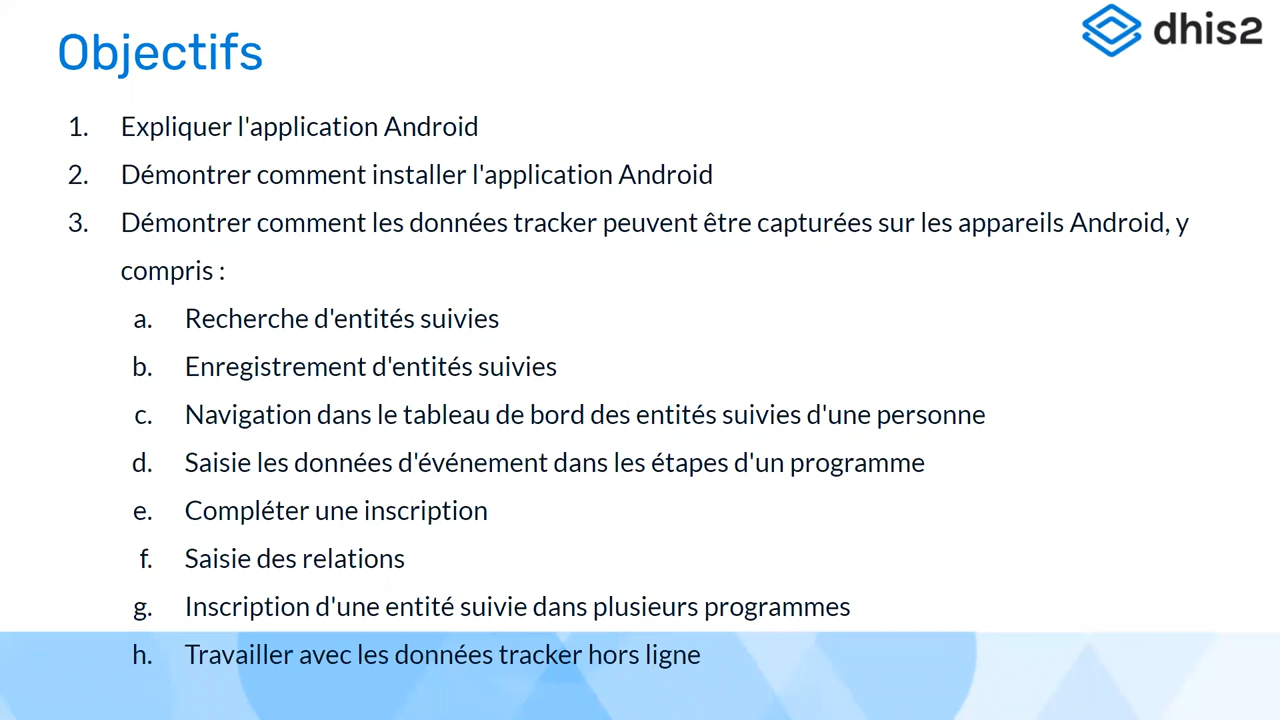 Objectifs
dhis2
1. Expliquer l'application Android
2. Démontrer comment installer l'application Android
3. Démontrer comment les données tracker peuvent être capturées sur les appareils Android, y
compris :
a. Recherche d'entités suivies
b. Enregistrement d'entités suivies
c. Navigation dans le tableau de bord des entités suivies d'une personne
d. Saisie les données d'événement dans les étapes d'un programme
e. Compléter une inscription
f. Saisie des relations
g. Inscription d'une entité suivie dans plusieurs programmes
h. Travailler avec les données tracker hors ligne